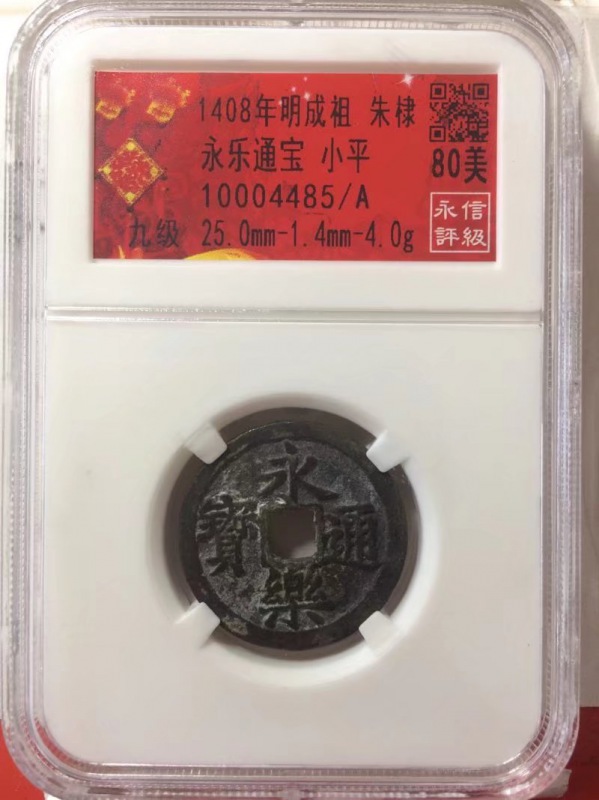 1408年明成祖 朱棣
永乐通宝 小平
80美
10004485/A
永信
評級
九级 25.0mm-1.4mm-4.0g
永樂通寶